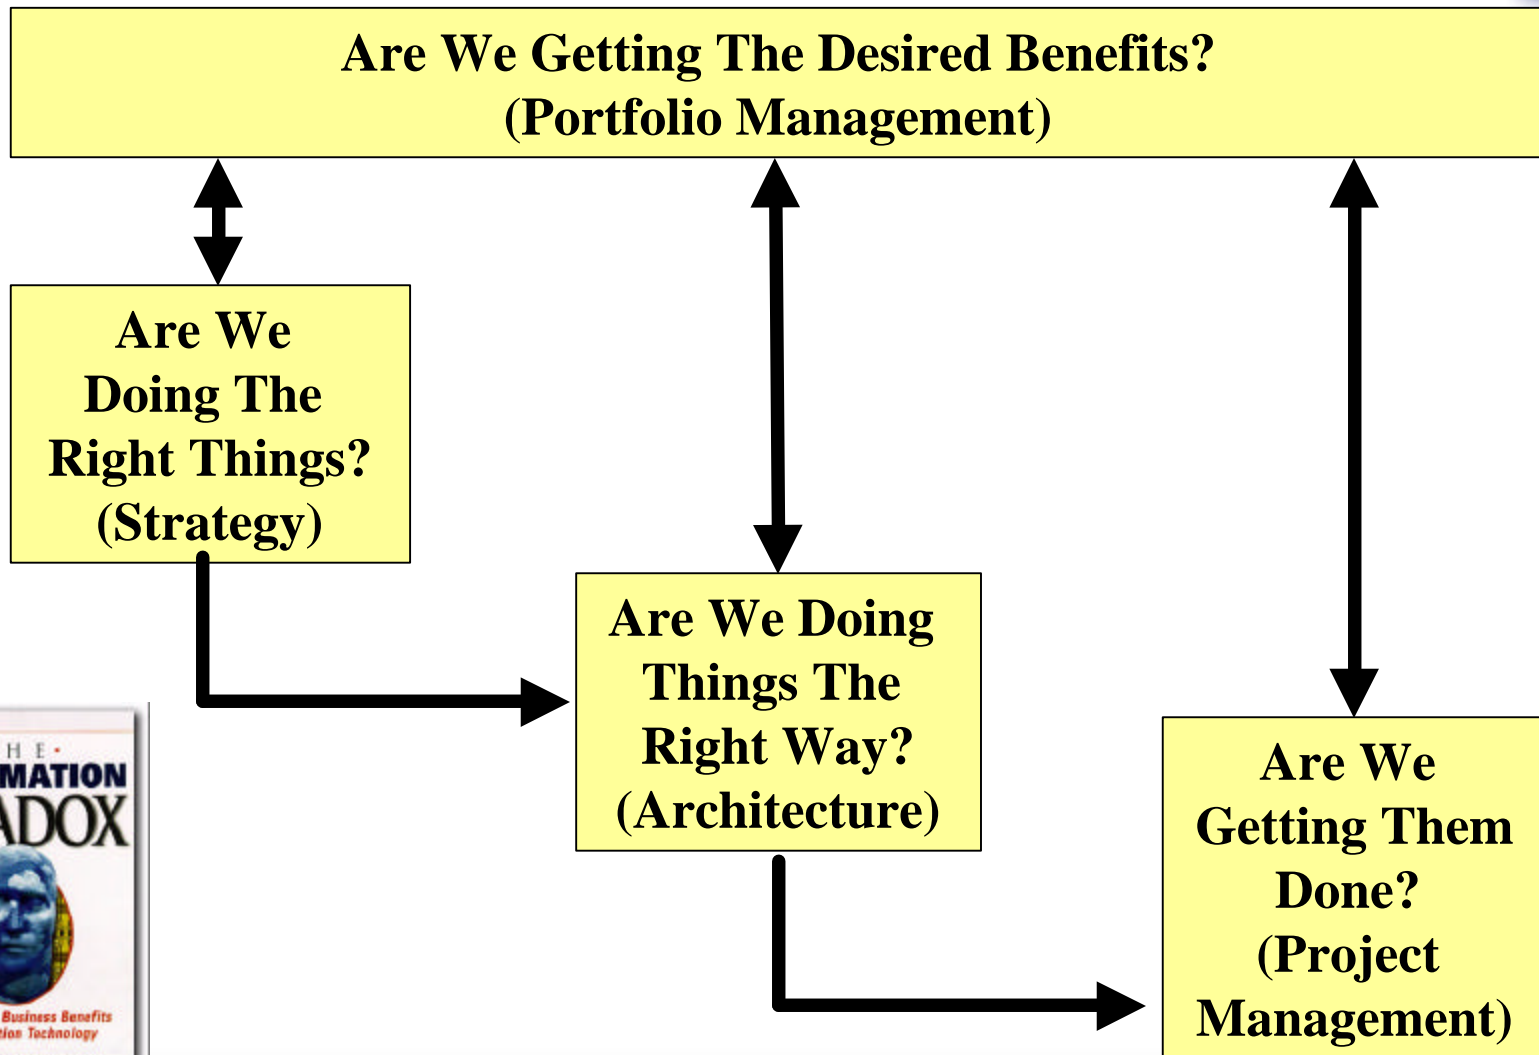 Are We Getting The Desired Benefits?
(Portfolio Management)
Are We
Doing The
Right Things?
(Strategy)
Are We Doing
Things The
Right Way?
(Architecture)
Are We
Getting Them
Done?
(Project
Management)
H E
MATION
ADOX
Business Benefits
tion Technology